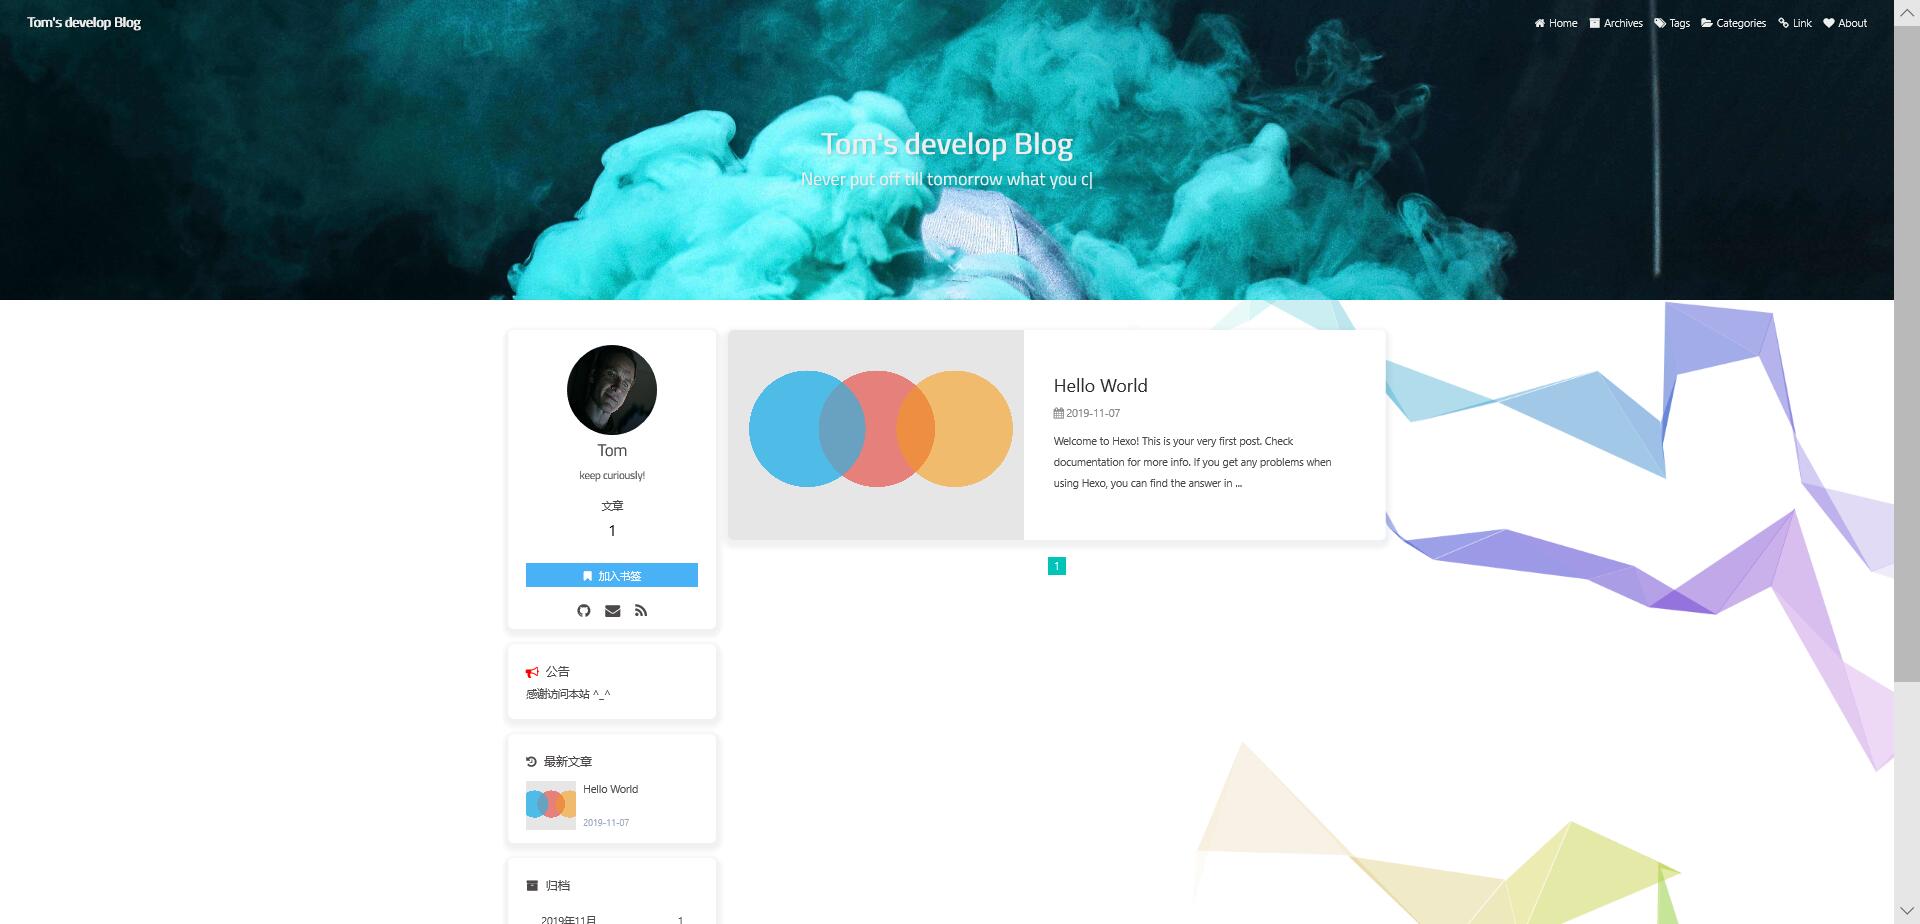 Tom's develop Blog
Home Archives Tags Categories Link About
Tom's develop Blog
Never put off till tomorrow what you c|
Tom
keep curiously!
文章
1
加入书签
公告
感谢访问本站 ^_^
最新文章
Hello World
2019-11-07
归档
2019年11月 1
Hello World
2019-11-07
Welcome to Hexo! This is your very first post. Check
documentation for more info. If you get any problems when
using Hexo, you can find the answer in ...
1